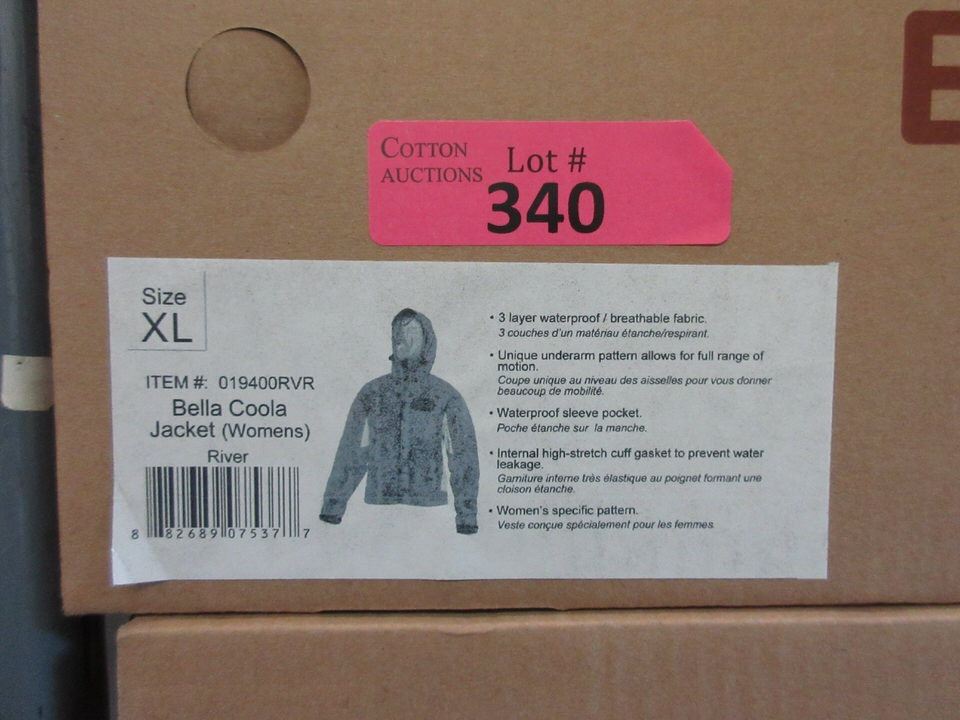 COTTON
AUCTIONS
Lot #
340
Size
XL
ITEM #: 019400RVR
Bella Coola
Jacket (Womens)
River
8 82689 07537 7
• 3 layer waterproof / breathable fabric.
3 couches d'un matériau étanche/respirant.
• Unique underarm pattern allows for full range of
motion.
Coupe unique au niveau des aisselles pour vous donner
beaucoup de mobilité.
• Waterproof sleeve pocket.
Poche étanche sur la manche.
• Internal high-stretch cuff gasket to prevent water
leakage.
Garniture interne très élastique au poignet formant une
cloison étanche.
• Women's specific pattern.
Veste conçue spécialement pour les femmes.